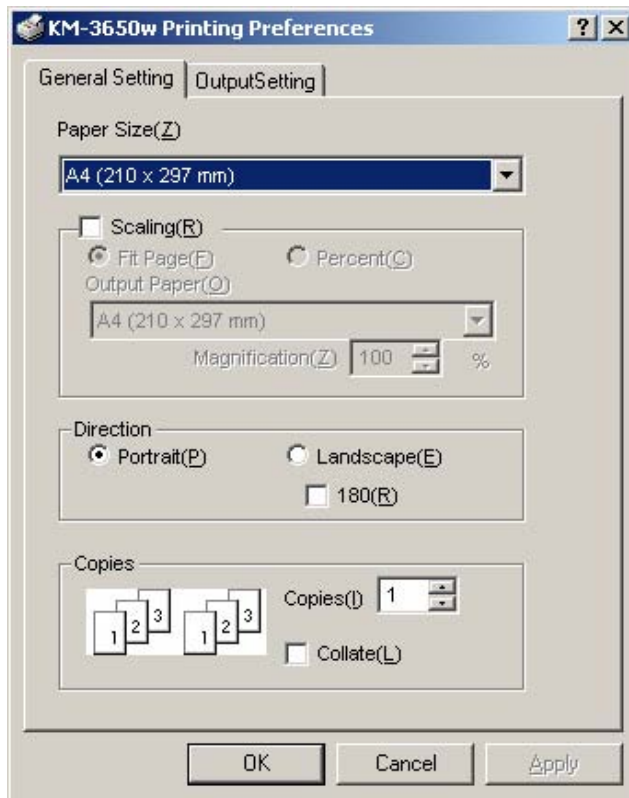 KM-3650w Printing Preferences
General Setting OutputSetting
Paper Size(Z)
A4 (210 x 297 mm)
Scaling(R)
Fit Page(F) Percent(C)
Output Paper(O)
A4 (210 x 297 mm)
Magnification(Z) 100 %
Direction
Portrait(P) Landscape(E)
180(R)
Copies
1 2 3 1 2 3
Copies(I) 1
Collate(L)
OK Cancel Apply